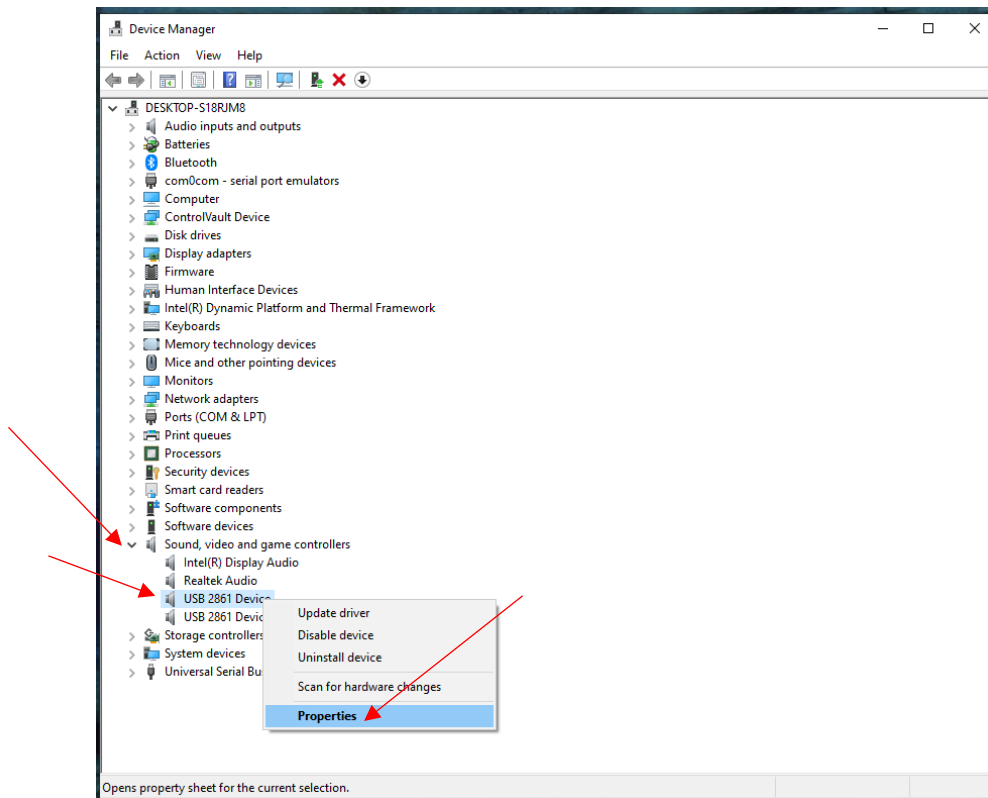 Device Manager
File Action View Help
DESKTOP-S18RJM8
Audio inputs and outputs
Batteries
Bluetooth
com0com - serial port emulators
Computer
ControlVault Device
Disk drives
Display adapters
Firmware
Human Interface Devices
Intel(R) Dynamic Platform and Thermal Framework
Keyboards
Memory technology devices
Mice and other pointing devices
Monitors
Network adapters
Ports (COM & LPT)
Print queues
Processors
Security devices
Smart card readers
Software components
Software devices
Sound, video and game controllers
Intel(R) Display Audio
Realtek Audio
USB 2861 Device
USB 2861 Devic
Storage controllers
System devices
Universal Serial Bu
Update driver
Disable device
Uninstall device
Scan for hardware changes
Properties
Opens property sheet for the current selection.